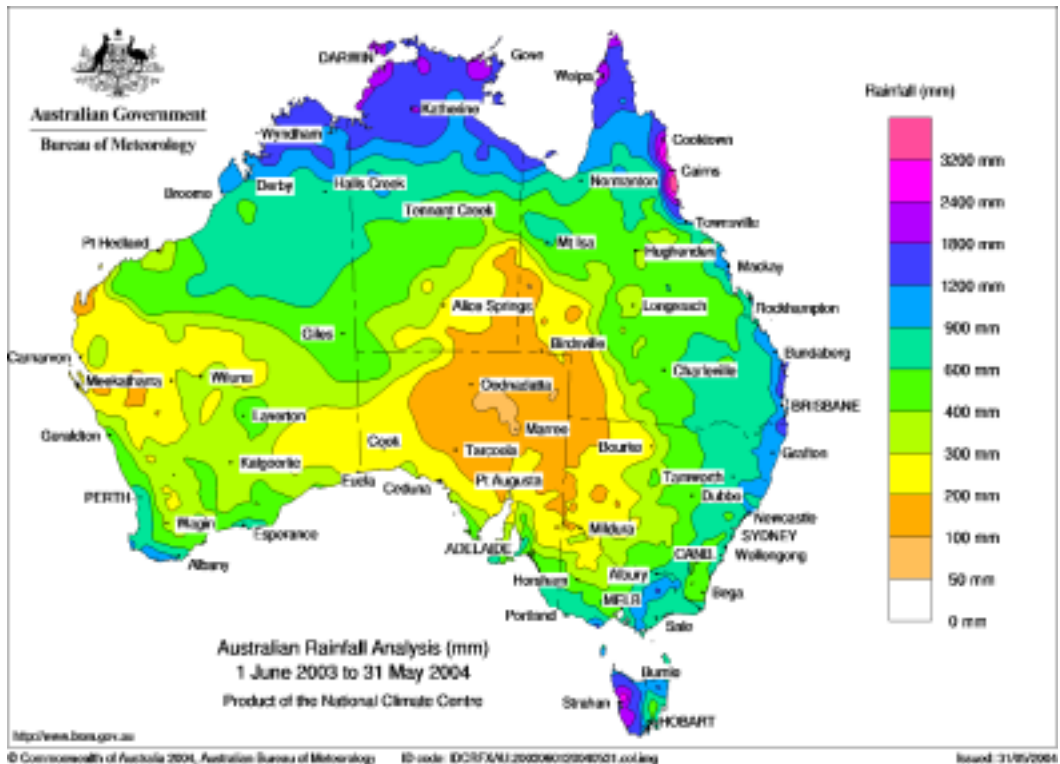 Australian Government
Bureau of Meteorology
DARWIN
Gove
Weipa
Katherine
Wyndham
Cooktown
Cairns
Broome
Derby
Halls Creek
Normanton
Tennant Creek
Townsville
Pt Hedland
Mt Isa
Hughenden
Mackay
Alice Springs
Longreach
Rockhampton
Giles
Birdsville
Carnarvon
Meekatharra
Wiluna
Oodnadatta
Charleville
Bundaberg
BRISBANE
Laverton
Geraldton
Marree
Cook
Tarcoola
Bourke
Grafton
Kalgoorlie
Eucla
Ceduna
Pt Augusta
Tamworth
PERTH
Dubbo
Wagin
Esperance
Mildura
Newcastle
SYDNEY
ADELAIDE
CANB.
Wollongong
Albany
Horsham
Albury
MELB
Bega
Portland
Sale
Burnie
Strahan
HOBART
Rainfall (mm)
3200 mm
2400 mm
1800 mm
1200 mm
900 mm
600 mm
400 mm
300 mm
200 mm
100 mm
50 mm
0 mm
Australian Rainfall Analysis (mm)
1 June 2003 to 31 May 2004
Product of the National Climate Centre
http://www.bom.gov.au
© Commonwealth of Australia 2004, Australian Bureau of Meteorology
ID code:
Issued: 31/05/2004